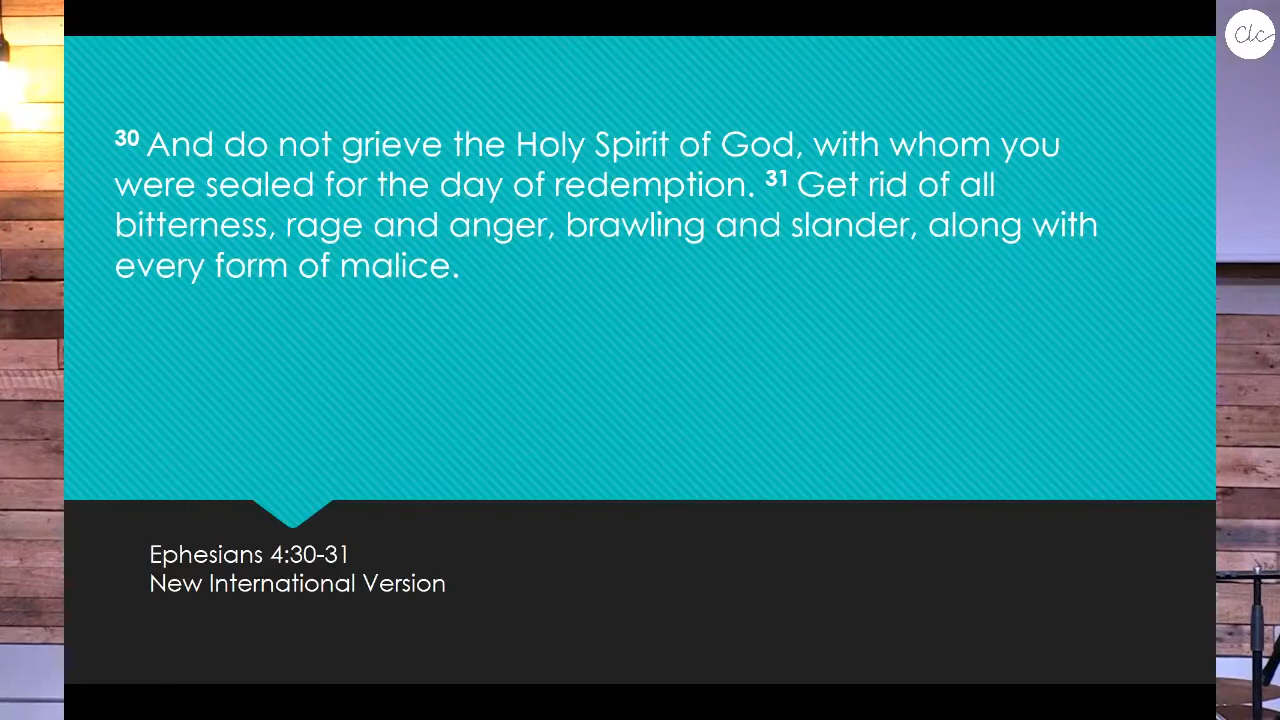 clc
30 And do not grieve the Holy Spirit of God, with whom you
were sealed for the day of redemption. 31 Get rid of all
bitterness, rage and anger, brawling and slander, along with
every form of malice.
Ephesians 4:30-31
New International Version